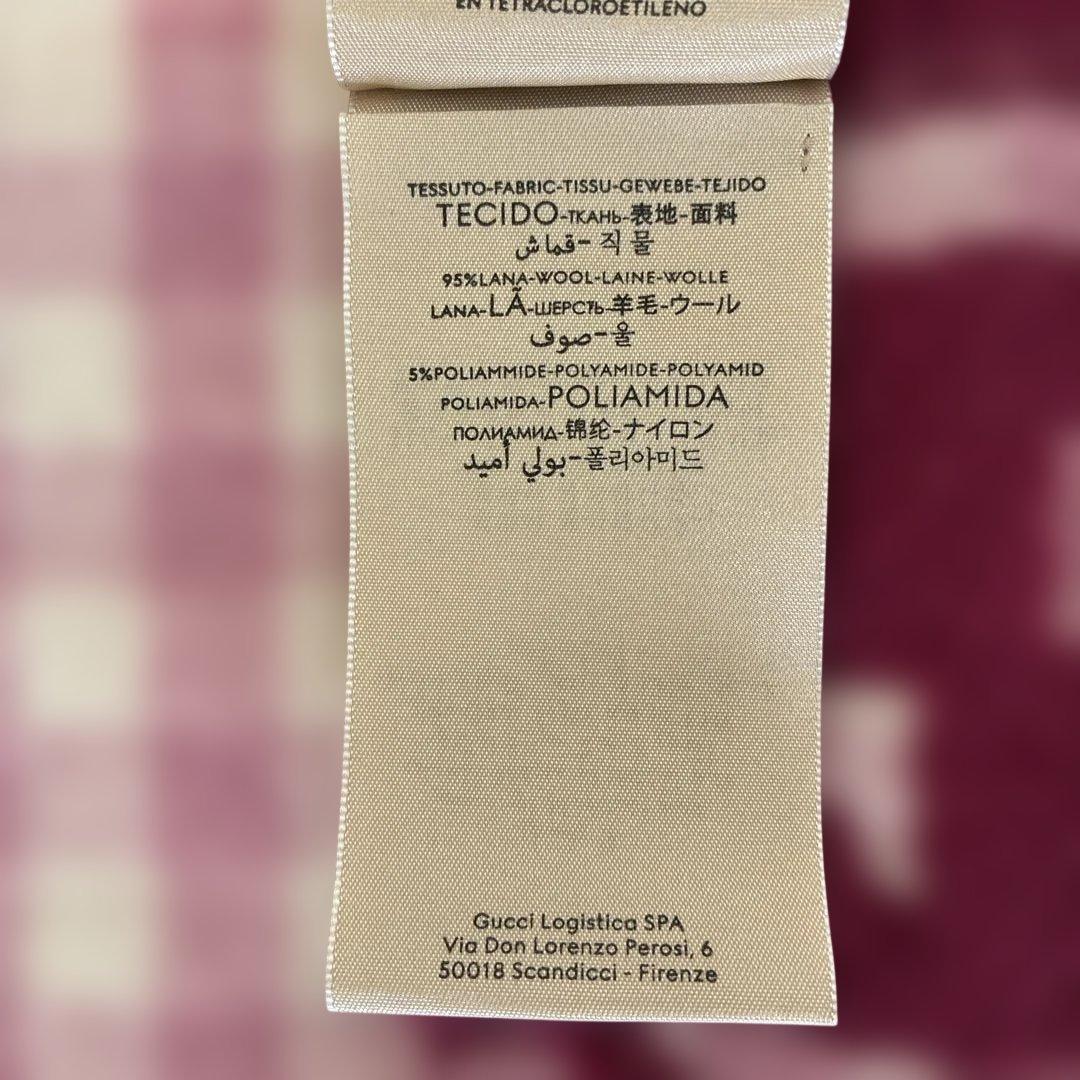 EN TETRACLOROETILENO
TESSUTO-FABRIC-TISSU-GEWEBE-TEJIDO
TECIDO-ТКАНЬ-表地-面料
قماش-직물
95%LANA-WOOL-LAINE-WOLLE
LANA-LÃ-ШЕРСТЬ-羊毛-ウール
صوف-울
5%POLIAMMIDE-POLYAMIDE-POLYAMID
POLIAMIDA-POLIAMIDA
ПОЛИАМИД-锦纶-ナイロン
بولي أميد-폴리아미드
Gucci Logistica SPA
Via Don Lorenzo Perosi, 6
50018 Scandicci - Firenze